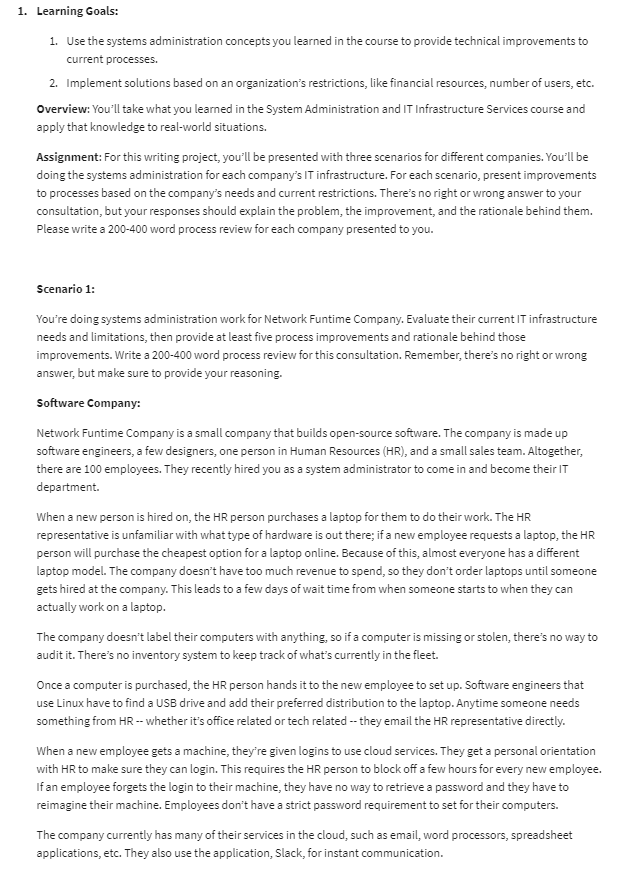 1. Learning Goals:
1. Use the systems administration concepts you learned in the course to provide technical improvements to
current processes.
2. Implement solutions based on an organization's restrictions, like financial resources, number of users, etc.
Overview: You'll take what you learned in the System Administration and IT Infrastructure Services course and
apply that knowledge to real-world situations.
Assignment: For this writing project, you'll be presented with three scenarios for different companies. You'll be
doing the systems administration for each company's IT infrastructure. For each scenario, present improvements
to processes based on the company's needs and current restrictions. There's no right or wrong answer to your
consultation, but your responses should explain the problem, the improvement, and the rationale behind them.
Please write a 200-400 word process review for each company presented to you.
Scenario 1:
You're doing systems administration work for Network Funtime Company. Evaluate their current IT infrastructure
needs and limitations, then provide at least five process improvements and rationale behind those
improvements. Write a 200-400 word process review for this consultation. Remember, there's no right or wrong
answer, but make sure to provide your reasoning.
Software Company:
Network Funtime Company is a small company that builds open-source software. The company is made up
software engineers, a few designers, one person in Human Resources (HR), and a small sales team. Altogether,
there are 100 employees. They recently hired you as a system administrator to come in and become their IT
department.
When a new person is hired on, the HR person purchases a laptop for them to do their work. The HR
representative is unfamiliar with what type of hardware is out there; if a new employee requests a laptop, the HR
person will purchase the cheapest option for a laptop online. Because of this, almost everyone has a different
laptop model. The company doesn't have too much revenue to spend, so they don't order laptops until someone
gets hired at the company. This leads to a few days of wait time from when someone starts to when they can
actually work on a laptop.
The company doesn't label their computers with anything, so if a computer is missing or stolen, there's no way to
audit it. There's no inventory system to keep track of what's currently in the fleet.
Once a computer is purchased, the HR person hands it to the new employee to set up. Software engineers that
use Linux have to find a USB drive and add their preferred distribution to the laptop. Anytime someone needs
something from HR -- whether it's office related or tech related -- they email the HR representative directly.
When a new employee gets a machine, they're given logins to use cloud services. They get a personal orientation
with HR to make sure they can login. This requires the HR person to block off a few hours for every new employee.
If an employee forgets the login to their machine, they have no way to retrieve a password and they have to
reimagine their machine. Employees don't have a strict password requirement to set for their computers.
The company currently has many of their services in the cloud, such as email, word processors, spreadsheet
applications, etc. They also use the application, Slack, for instant communication.